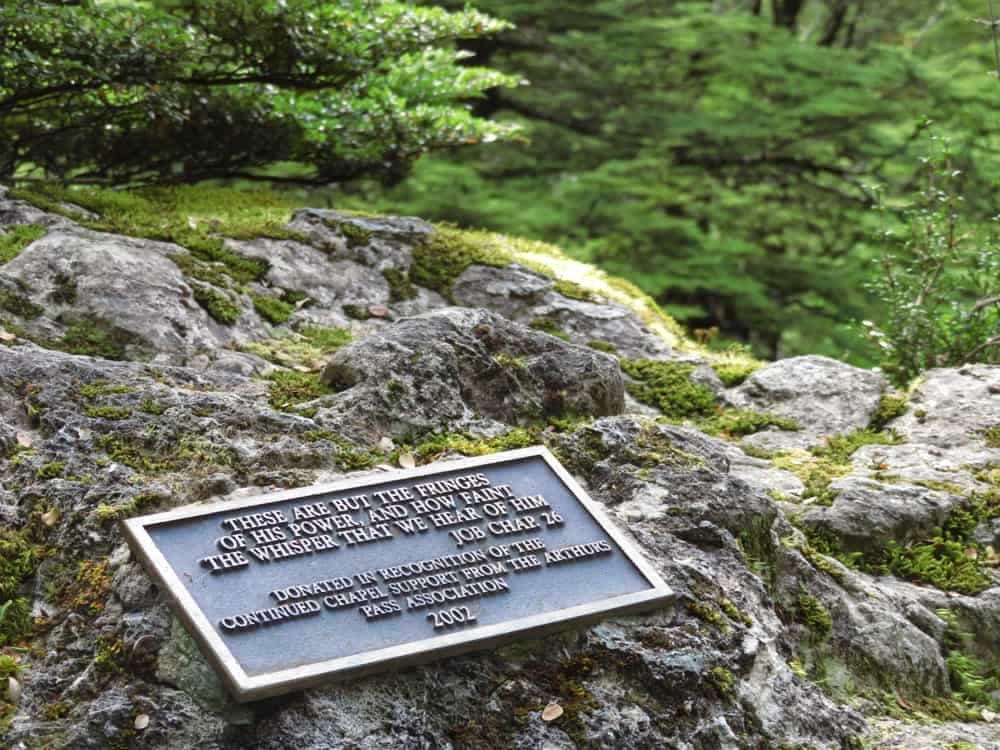 THESE ARE BUT THE FRINGES
OF HIS POWER, AND HOW FAINT
THE WHISPER THAT WE HEAR OF HIM
JOB CHAP. 26
DONATED IN RECOGNITION OF THE
CONTINUED CHAPEL SUPPORT FROM THE ARTHURS
PASS ASSOCIATION
2002